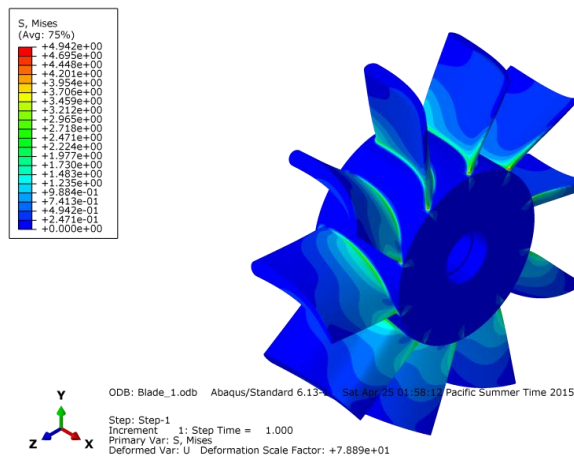 S, Mises
(Avg: 75%)
+4.942e+00
+4.695e+00
+4.448e+00
+4.201e+00
+3.954e+00
+3.706e+00
+3.459e+00
+3.212e+00
+2.965e+00
+2.718e+00
+2.471e+00
+2.224e+00
+1.977e+00
+1.730e+00
+1.483e+00
+1.235e+00
+9.884e-01
+7.413e-01
+4.942e-01
+2.471e-01
+0.000e+00
ODB: Blade_1.odb Abaqus/Standard 6.13- Sat Apr 25 01:58:12 Pacific Summer Time 2015
Y
Z X
Step: Step-1
Increment 1: Step Time = 1.000
Primary Var: S, Mises
Deformed Var: U Deformation Scale Factor: +7.889e+01